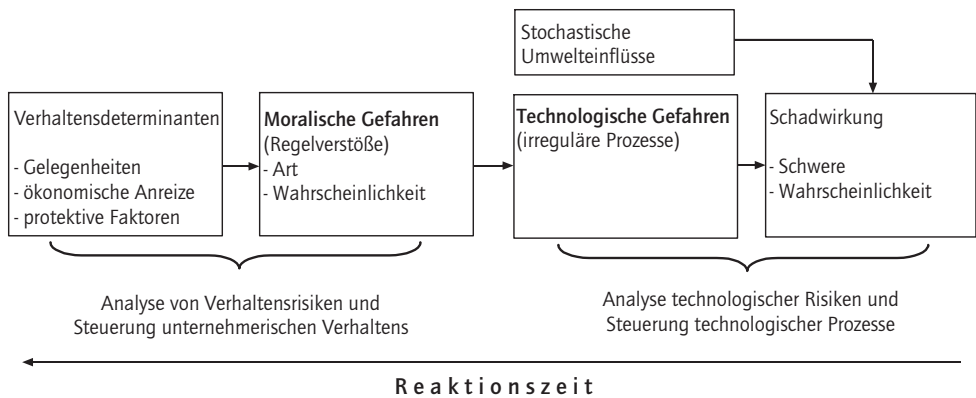 Stochastische
Umwelteinflüsse
Verhaltensdeterminanten
- Gelegenheiten
- ökonomische Anreize
- protektive Faktoren
Moralische Gefahren
(Regelverstöße)
- Art
- Wahrscheinlichkeit
Technologische Gefahren
(irreguläre Prozesse)
Schadwirkung
- Schwere
- Wahrscheinlichkeit
Analyse von Verhaltensrisiken und
Steuerung unternehmerischen Verhaltens
Analyse technologischer Risiken und
Steuerung technologischer Prozesse
Reaktionszeit